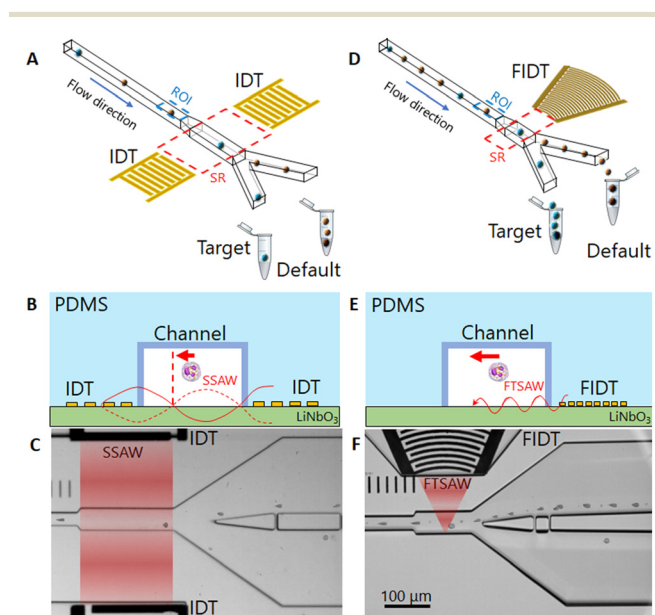 A
IDT
ROI
Flow direction
IDT
SR
Target
Default
D
FIDT
ROI
Flow direction
SR
Target
Default
B
PDMS
Channel
IDT
SSAW
IDT
LiNbO3
E
PDMS
Channel
FTSAW
FIDT
LiNbO3
C
IDT
SSAW
IDT
F
FIDT
FTSAW
100 μm